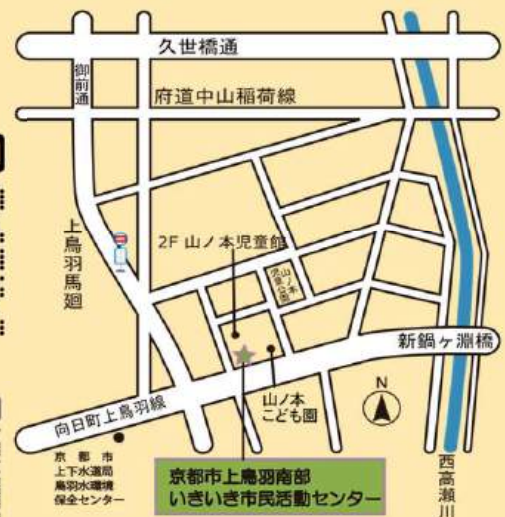 久世橋通
御前通
府道中山稲荷線
上鳥羽馬廻
2F 山ノ本児童館
山ノ本
児童公園
新鍋ヶ淵橋
向日町上鳥羽線
山ノ本
こども園
N
京都市
上下水道局
鳥羽水環境
保全センター
京都市上鳥羽南部
いきいき市民活動センター
西高瀬川